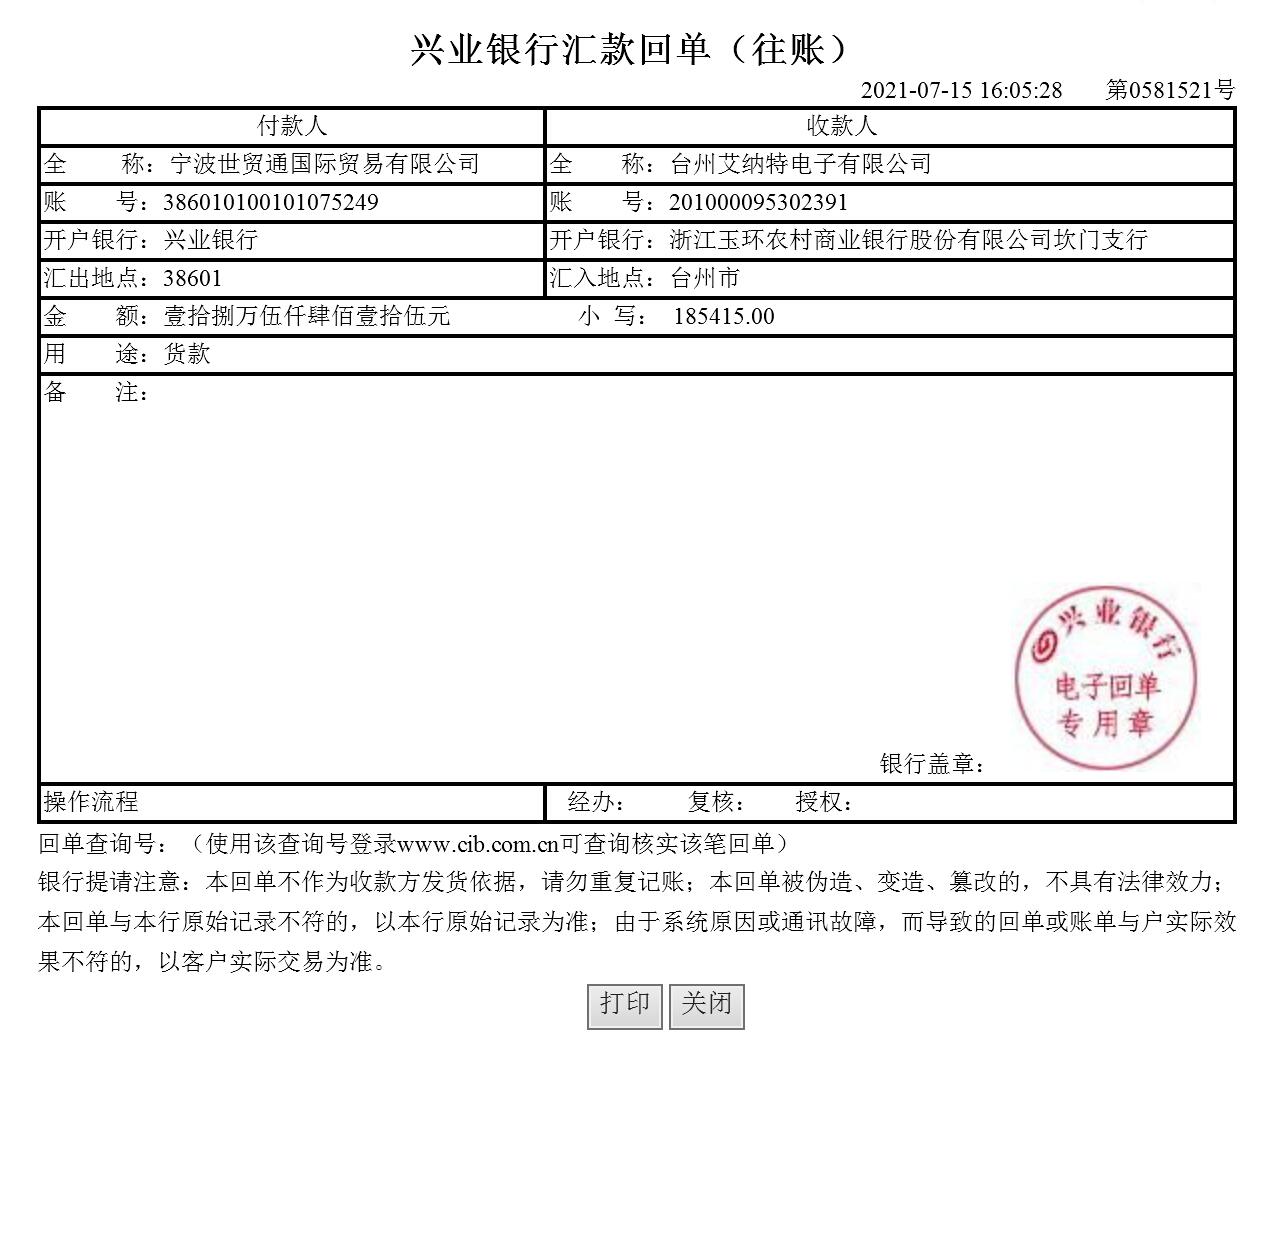 兴业银行汇款回单（往账）
2021-07-15 16:05:28 第0581521号
付款人 收款人
全 称：宁波世贸通国际贸易有限公司 全 称：台州艾纳特电子有限公司
账 号：386010100101075249 账 号：201000095302391
开户银行：兴业银行 开户银行：浙江玉环农村商业银行股份有限公司坎门支行
汇出地点：38601 汇入地点：台州市
金 额：壹拾捌万伍仟肆佰壹拾伍元 小 写： 185415.00
用 途：货款
备 注：
兴业银行
电子回单
专用章
银行盖章：
操作流程 经办： 复核： 授权：
回单查询号：（使用该查询号登录www.cib.com.cn可查询核实该笔回单）
银行提请注意：本回单不作为收款方发货依据，请勿重复记账；本回单被伪造、变造、篡改的，不具有法律效力；
本回单与本行原始记录不符的，以本行原始记录为准；由于系统原因或通讯故障，而导致的回单或账单与户实际效
果不符的，以客户实际交易为准。
打印 关闭